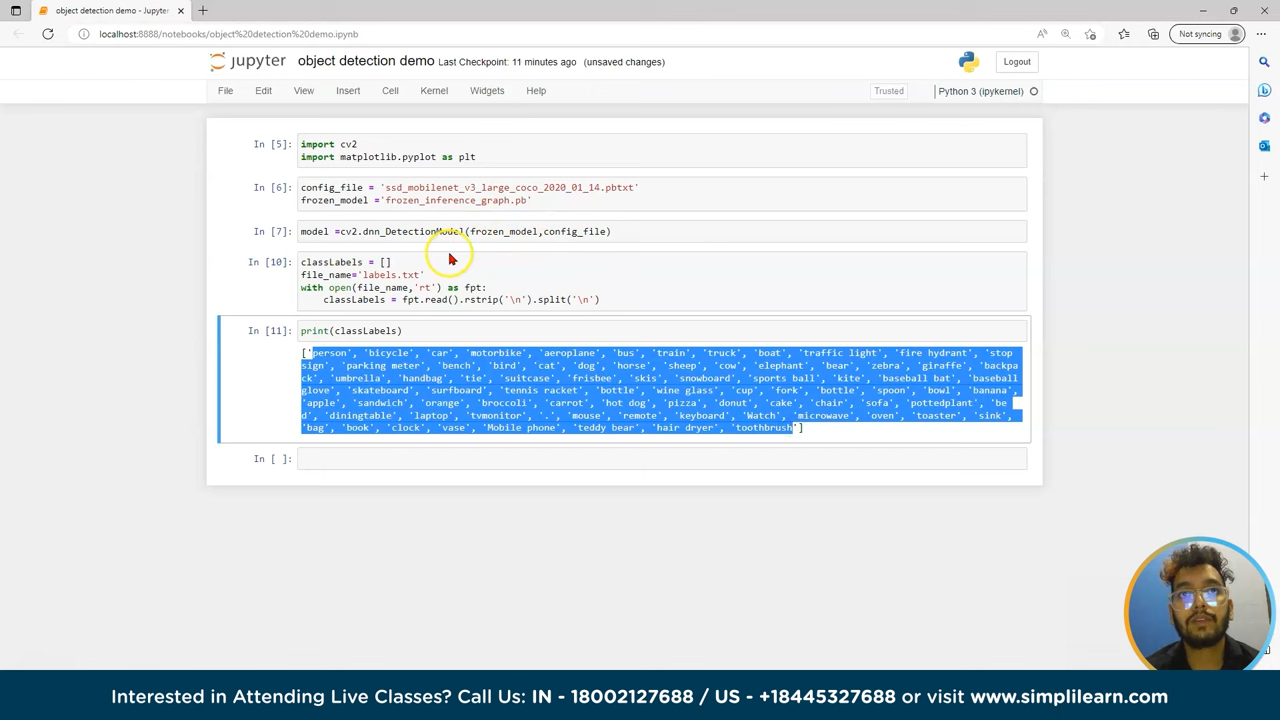 object detection demo - Jupyter
localhost:8888/notebooks/object%20detection%20demo.ipynb
Not syncing
jupyter object detection demo Last Checkpoint: 11 minutes ago (unsaved changes)
Logout
File Edit View Insert Cell Kernel Widgets Help
Trusted
Python 3 (ipykernel)
In [5]: import cv2
import matplotlib.pyplot as plt
In [6]: config_file = 'ssd_mobilenet_v3_large_coco_2020_01_14.pbtxt'
frozen_model ='frozen_inference_graph.pb'
In [7]: model =cv2.dnn_DetectionModel(frozen_model,config_file)
In [10]: classLabels = []
file_name='labels.txt'
with open(file_name,'rt') as fpt:
classLabels = fpt.read().rstrip('\n').split('\n')
In [11]: print(classLabels)
['person', 'bicycle', 'car', 'motorbike', 'aeroplane', 'bus', 'train', 'truck', 'boat', 'traffic light', 'fire hydrant', 'stop
sign', 'parking meter', 'bench', 'bird', 'cat', 'dog', 'horse', 'sheep', 'cow', 'elephant', 'bear', 'zebra', 'giraffe', 'backpa
ck', 'umbrella', 'handbag', 'tie', 'suitcase', 'frisbee', 'skis', 'snowboard', 'sports ball', 'kite', 'baseball bat', 'baseball
glove', 'skateboard', 'surfboard', 'tennis racket', 'bottle', 'wine glass', 'cup', 'fork', 'bottle', 'spoon', 'bowl', 'banana',
'apple', 'sandwich', 'orange', 'broccoli', 'carrot', 'hot dog', 'pizza', 'donut', 'cake', 'chair', 'sofa', 'pottedplant', 'be
d', 'diningtable', 'laptop', 'tvmonitor', '.', 'mouse', 'remote', 'keyboard', 'Watch', 'microwave', 'oven', 'toaster', 'sink',
'bag', 'book', 'clock', 'vase', 'Mobile phone', 'teddy bear', 'hair dryer', 'toothbrush']
In [ ]:
Interested in Attending Live Classes? Call Us: IN - 18002127688 / US - +18445327688 or visit www.simplilearn.com